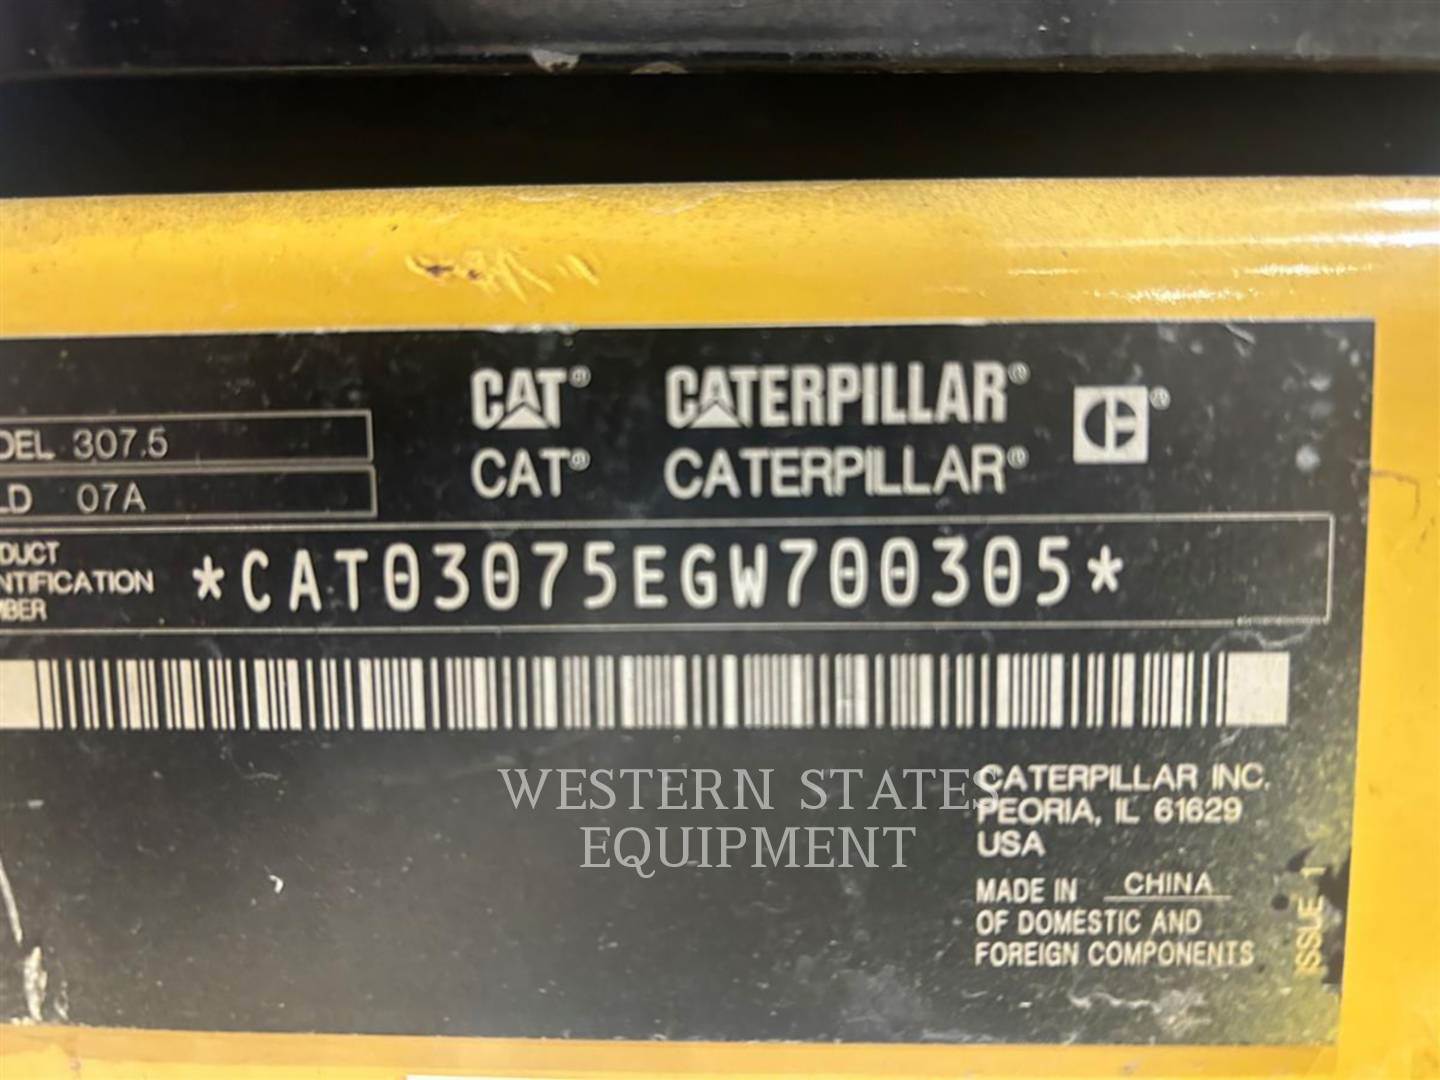 CAT® CATERPILLAR®
DEL 307.5
CAT® CATERPILLAR®
LD 07A
DUCT
NTIFICATION
MBER
*CAT03075EGW700305*
WESTERN STATES
EQUIPMENT
CATERPILLAR INC.
PEORIA, IL 61629
USA
MADE IN CHINA
OF DOMESTIC AND
FOREIGN COMPONENTS
ISSUE 1